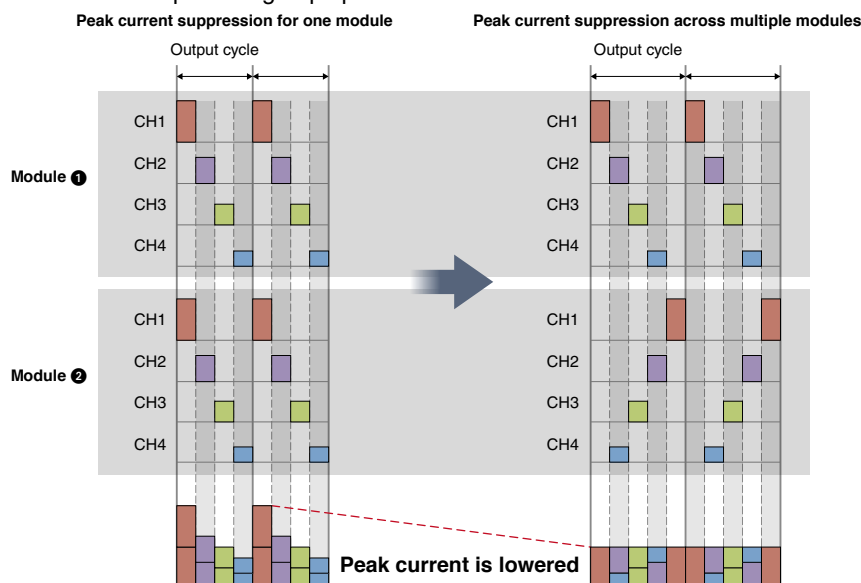 Peak current suppression for one module
Peak current suppression across multiple modules
Output cycle
Output cycle
Module ❶
CH1
CH2
CH3
CH4
CH1
CH2
CH3
CH4
Module ❷
CH1
CH2
CH3
CH4
CH1
CH2
CH3
CH4
Peak current is lowered